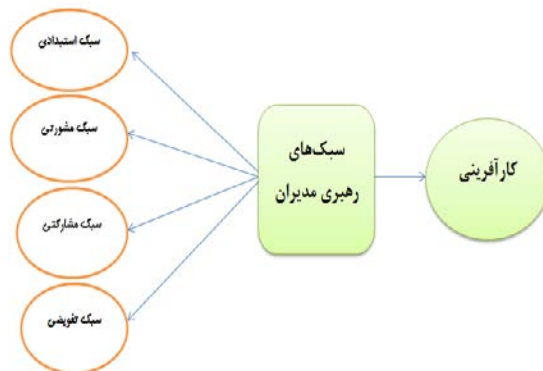 سبک استبدادی
سبک مشورتی
سبک مشارکتی
سبک تفویضی
سبک‌های
رهبری مدیران
کارآفرینی